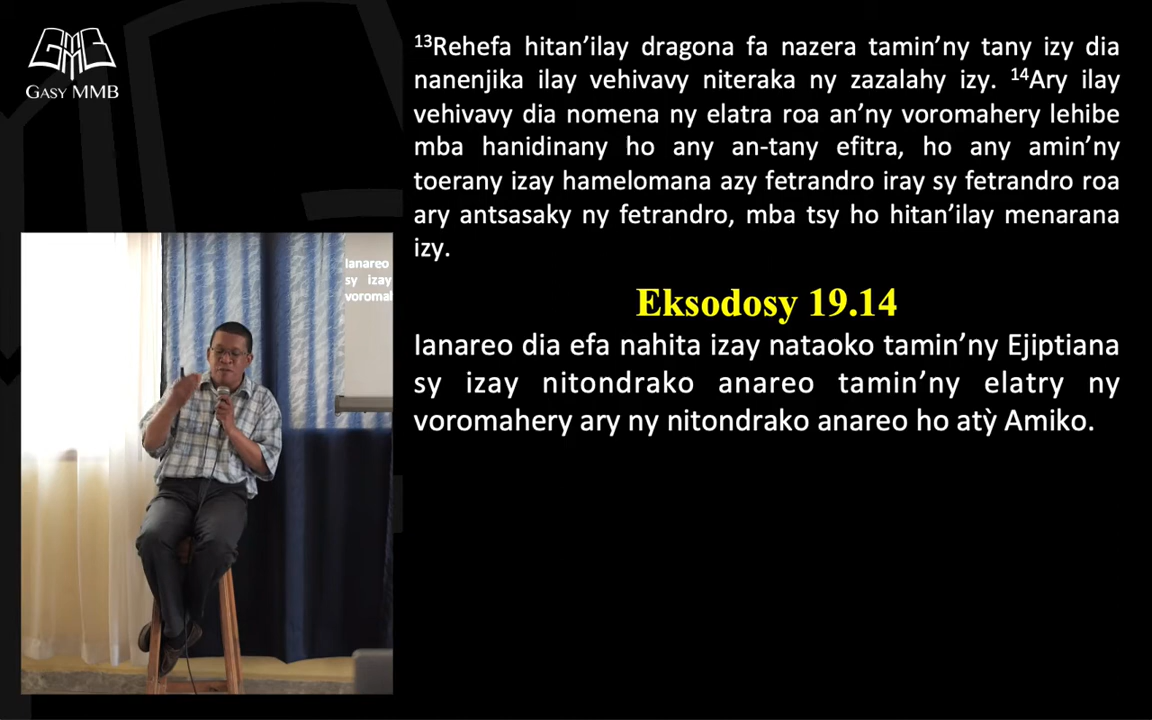 GMMB
GASY MMB
¹³Rehefa hitan’ilay dragona fa nazera tamin’ny tany izy dia
nanenjika ilay vehivavy niteraka ny zazalahy izy. ¹⁴Ary ilay
vehivavy dia nomena ny elatra roa an’ny voromahery lehibe
mba hanidinany ho any an-tany efitra, ho any amin’ny
toerany izay hamelomana azy fetrandro iray sy fetrandro roa
ary antsasaky ny fetrandro, mba tsy ho hitan’ilay menarana
izy.
Eksodosy 19.14
Ianareo dia efa nahita izay nataoko tamin’ny Ejiptiana
sy izay nitondrako anareo tamin’ny elatry ny
voromahery ary ny nitondrako anareo ho atỳ Amiko.
Ianareo
sy izay